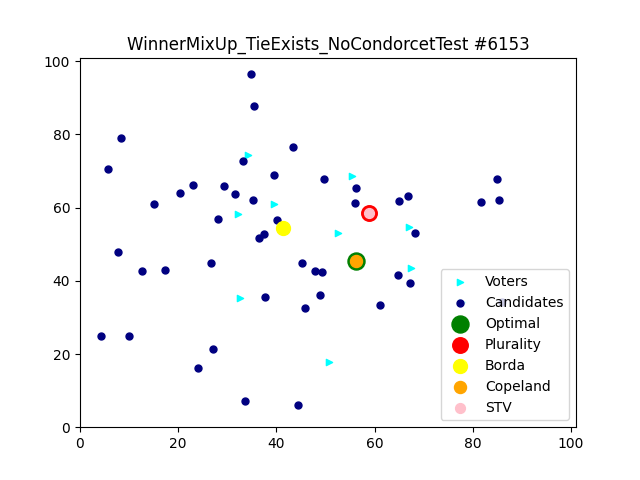 WinnerMixUp_TieExists_NoCondorcetTest #6153
100
80
60
40
20
0
0
20
40
60
80
100
Voters
Candidates
Optimal
Plurality
Borda
Copeland
STV